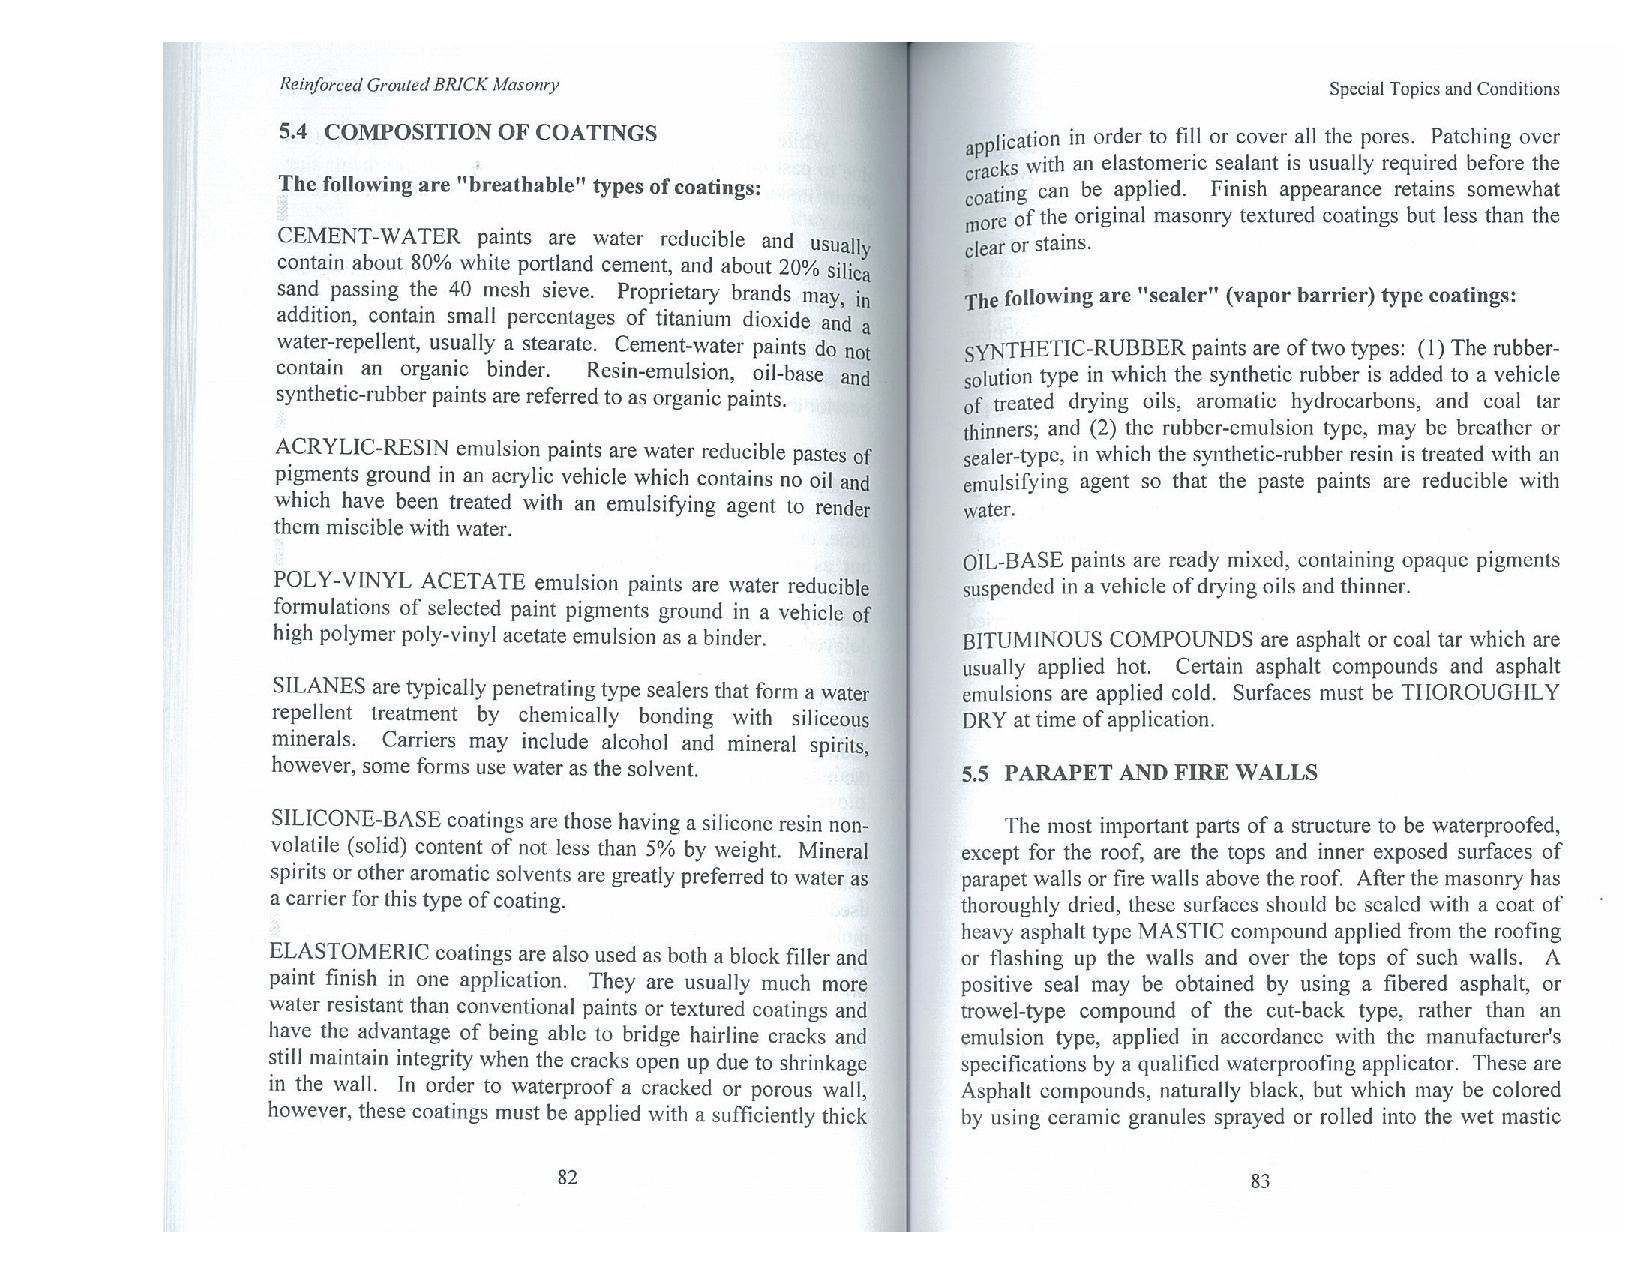 Reinforced Grouted BRICK Masonry
5.4 COMPOSITION OF COATINGS
The following are "breathable" types of coatings:
CEMENT-WATER paints are water reducible and usually
contain about 80% white portland cement, and about 20% silica
sand passing the 40 mesh sieve. Proprietary brands may, in
addition, contain small percentages of titanium dioxide and a
water-repellent, usually a stearate. Cement-water paints do not
contain an organic binder. Resin-emulsion, oil-base and
synthetic-rubber paints are referred to as organic paints.
ACRYLIC-RESIN emulsion paints are water reducible pastes of
pigments ground in an acrylic vehicle which contains no oil and
which have been treated with an emulsifying agent to render
them miscible with water.
POLY-VINYL ACETATE emulsion paints are water reducible
formulations of selected paint pigments ground in a vehicle of
high polymer poly-vinyl acetate emulsion as a binder.
SILANES are typically penetrating type sealers that form a water
repellent treatment by chemically bonding with siliceous
minerals. Carriers may include alcohol and mineral spirits,
however, some forms use water as the solvent.
SILICONE-BASE coatings are those having a silicone resin non-
volatile (solid) content of not less than 5% by weight. Mineral
spirits or other aromatic solvents are greatly preferred to water as
a carrier for this type of coating.
ELASTOMERIC coatings are also used as both a block filler and
paint finish in one application. They are usually much more
water resistant than conventional paints or textured coatings and
have the advantage of being able to bridge hairline cracks and
still maintain integrity when the cracks open up due to shrinkage
in the wall. In order to waterproof a cracked or porous wall,
however, these coatings must be applied with a sufficiently thick
82
Special Topics and Conditions
application in order to fill or cover all the pores. Patching over
cracks with an elastomeric sealant is usually required before the
coating can be applied. Finish appearance retains somewhat
more of the original masonry textured coatings but less than the
clear or stains.
The following are "sealer" (vapor barrier) type coatings:
SYNTHETIC-RUBBER paints are of two types: (1) The rubber-
solution type in which the synthetic rubber is added to a vehicle
of treated drying oils, aromatic hydrocarbons, and coal tar
thinners; and (2) the rubber-emulsion type, may be breather or
sealer-type, in which the synthetic-rubber resin is treated with an
emulsifying agent so that the paste paints are reducible with
water.
OIL-BASE paints are ready mixed, containing opaque pigments
suspended in a vehicle of drying oils and thinner.
BITUMINOUS COMPOUNDS are asphalt or coal tar which are
usually applied hot. Certain asphalt compounds and asphalt
emulsions are applied cold. Surfaces must be THOROUGHLY
DRY at time of application.
5.5 PARAPET AND FIRE WALLS
The most important parts of a structure to be waterproofed,
except for the roof, are the tops and inner exposed surfaces of
parapet walls or fire walls above the roof. After the masonry has
thoroughly dried, these surfaces should be sealed with a coat of
heavy asphalt type MASTIC compound applied from the roofing
or flashing up the walls and over the tops of such walls. A
positive seal may be obtained by using a fibered asphalt, or
trowel-type compound of the cut-back type, rather than an
emulsion type, applied in accordance with the manufacturer's
specifications by a qualified waterproofing applicator. These are
Asphalt compounds, naturally black, but which may be colored
by using ceramic granules sprayed or rolled into the wet mastic
83